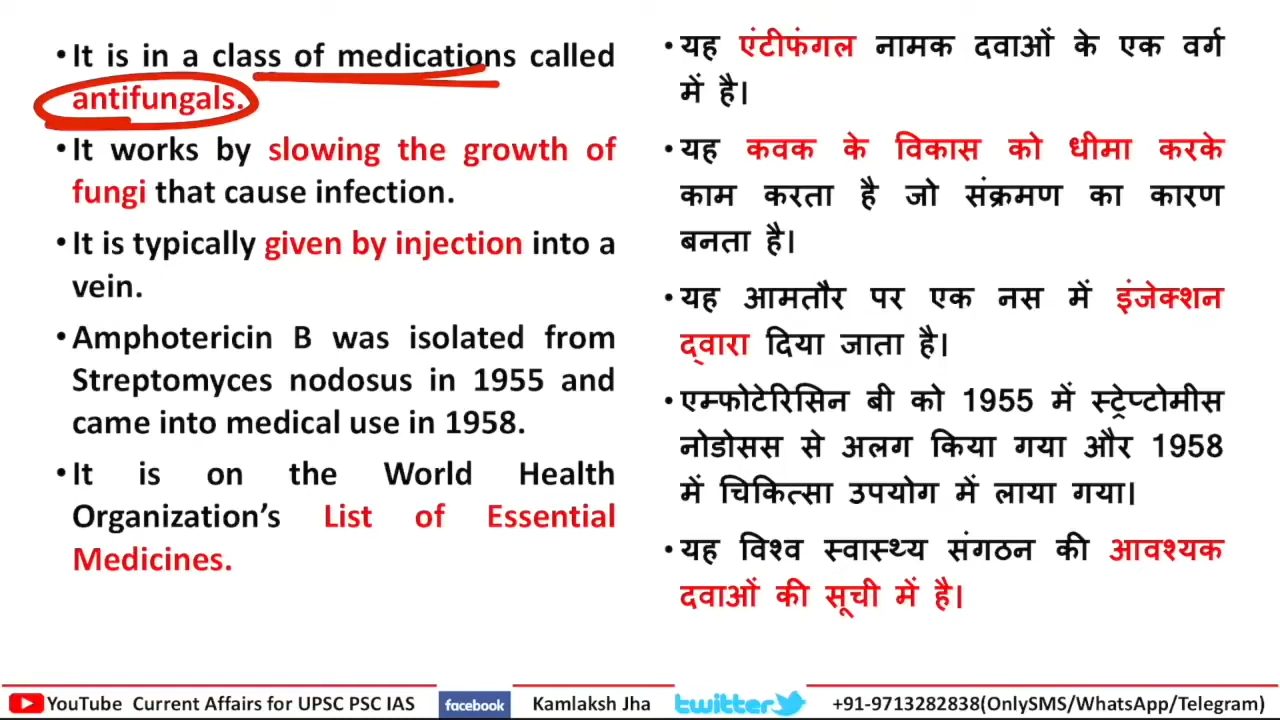 • It is in a class of medications called
antifungals.
• It works by slowing the growth of
fungi that cause infection.
• It is typically given by injection into a
vein.
• Amphotericin B was isolated from
Streptomyces nodosus in 1955 and
came into medical use in 1958.
• It is on the World Health
Organization’s List of Essential
Medicines.
• यह एंटीफंगल नामक दवाओं के एक वर्ग
में है।
• यह कवक के विकास को धीमा करके
काम करता है जो संक्रमण का कारण
बनता है।
• यह आमतौर पर एक नस में इंजेक्शन
द्वारा दिया जाता है।
• एम्फोटेरिसिन बी को 1955 में स्ट्रेप्टोमीस
नोडोसस से अलग किया गया और 1958
में चिकित्सा उपयोग में लाया गया।
• यह विश्व स्वास्थ्य संगठन की आवश्यक
दवाओं की सूची में है।
YouTube Current Affairs for UPSC PSC IAS facebook Kamlaksh Jha twitter +91-9713282838(OnlySMS/WhatsApp/Telegram)